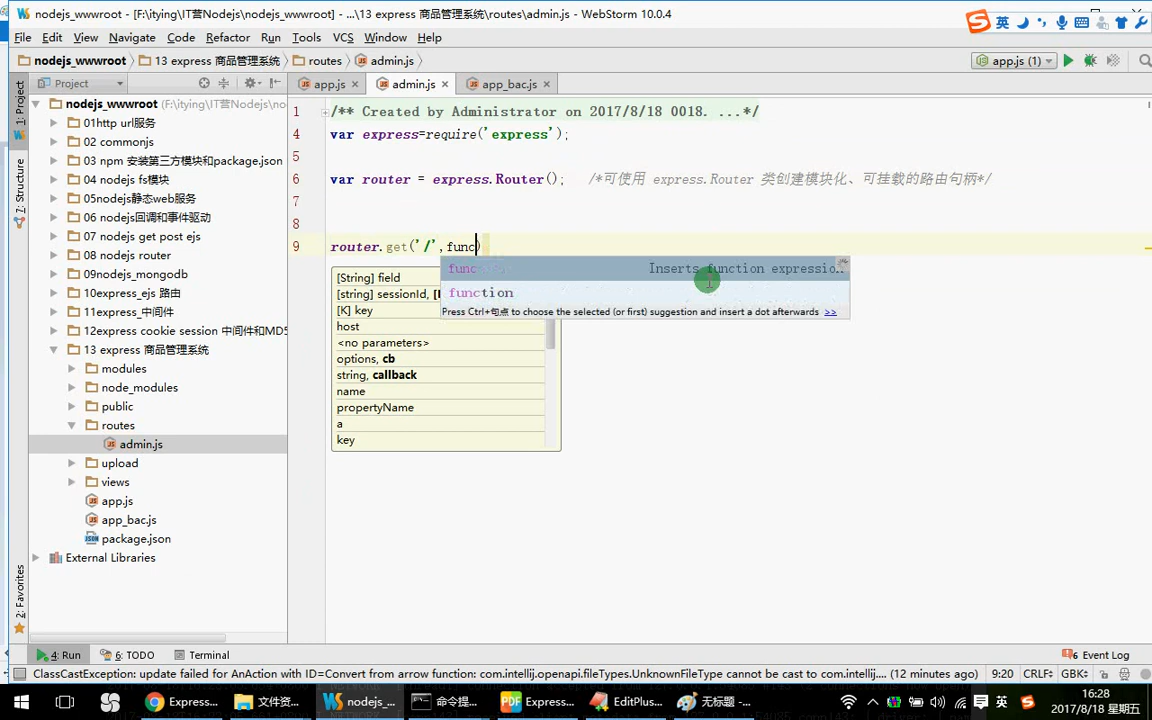 nodejs_wwwroot - [F:\itying\IT营Nodejs\nodejs_wwwroot] - ...\13 express 商品管理系统\routes\admin.js - WebStorm 10.0.4
英
File Edit View Navigate Code Refactor Run Tools VCS Window Help
nodejs_wwwroot 13 express 商品管理系统 routes admin.js app.js (1)
1: Project
7: Structure
2: Favorites
Project
app.js admin.js app_bac.js
nodejs_wwwroot (F:\itying\IT营Nodejs\no
01http url服务
02 commonjs
03 npm 安装第三方模块和package.json
04 nodejs fs模块
05nodejs静态web服务
06 nodejs回调和事件驱动
07 nodejs get post ejs
08 nodejs router
09nodejs_mongodb
10express_ejs 路由
11express_中间件
12express cookie session 中间件和MD5
13 express 商品管理系统
modules
node_modules
public
routes
admin.js
upload
views
app.js
app_bac.js
package.json
External Libraries
1 /** Created by Administrator on 2017/8/18 0018. ...*/
4 var express=require('express');
5
6 var router = express.Router(); /*可使用 express.Router 类创建模块化、可挂载的路由句柄*/
7
8
9 router.get('/',func)
func Inserts function expression
function
Press Ctrl+句点 to choose the selected (or first) suggestion and insert a dot afterwards >>
[String] field
[string] sessionId,
[K] key
host
<no parameters>
options, cb
string, callback
name
propertyName
a
key
4: Run 6: TODO Terminal 6 Event Log
ClassCastException: update failed for AnAction with ID=Convert from arrow function: com.intellij.openapi.fileTypes.UnknownFileType cannot be cast to com.intellij.... (12 minutes ago) 9:20 CRLF÷ GBK÷
Express... 文件资... nodejs_... 命令提... Express... EditPlus... 无标题 -... 英 16:28
2017/8/18 星期五